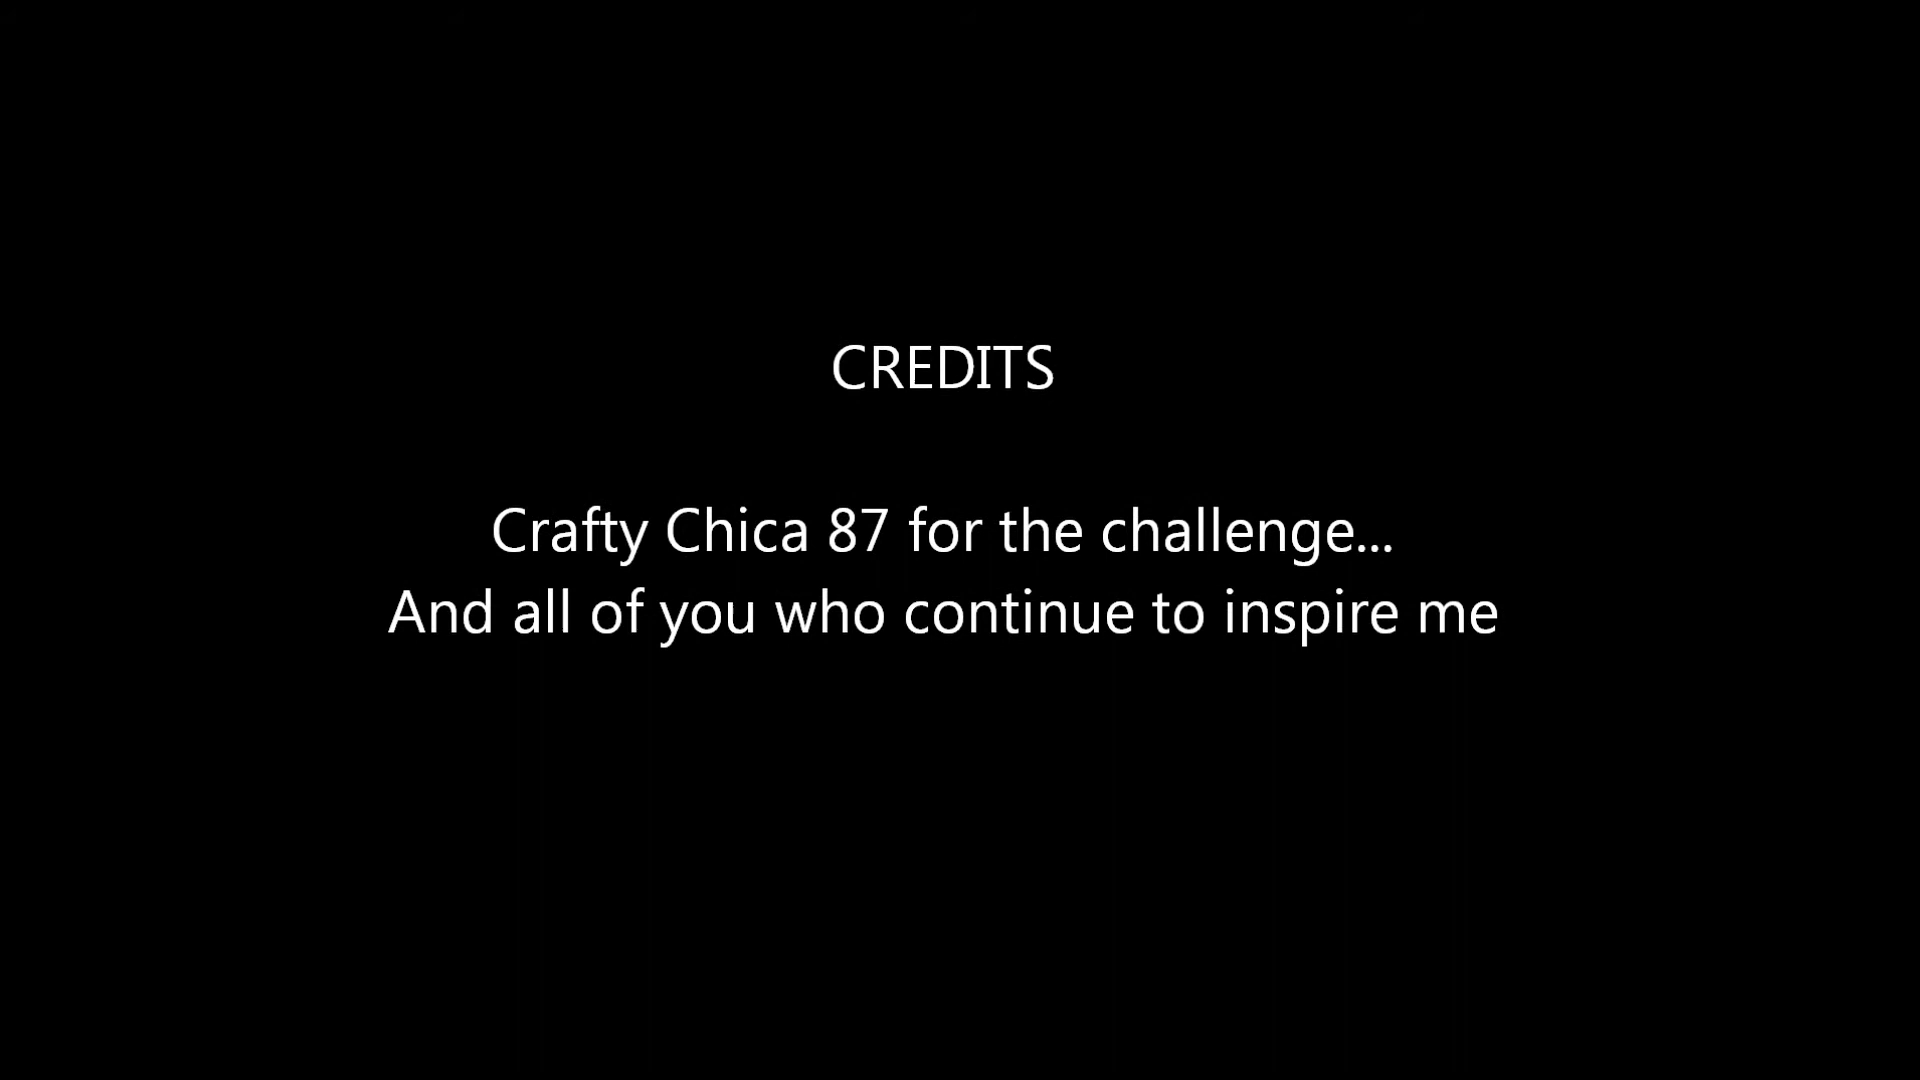 CREDITS
Crafty Chica 87 for the challenge...
And all of you who continue to inspire me